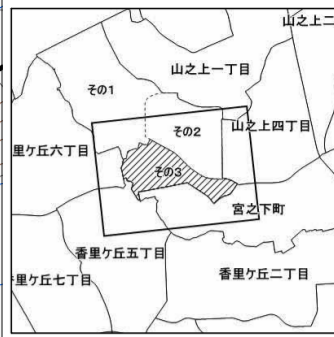 山之上二
山之上一丁目
その1
その2
山之上四丁目
里ケ丘六丁目
その3
宮之下町
香里ケ丘五丁目
里ケ丘七丁目
香里ケ丘二丁目